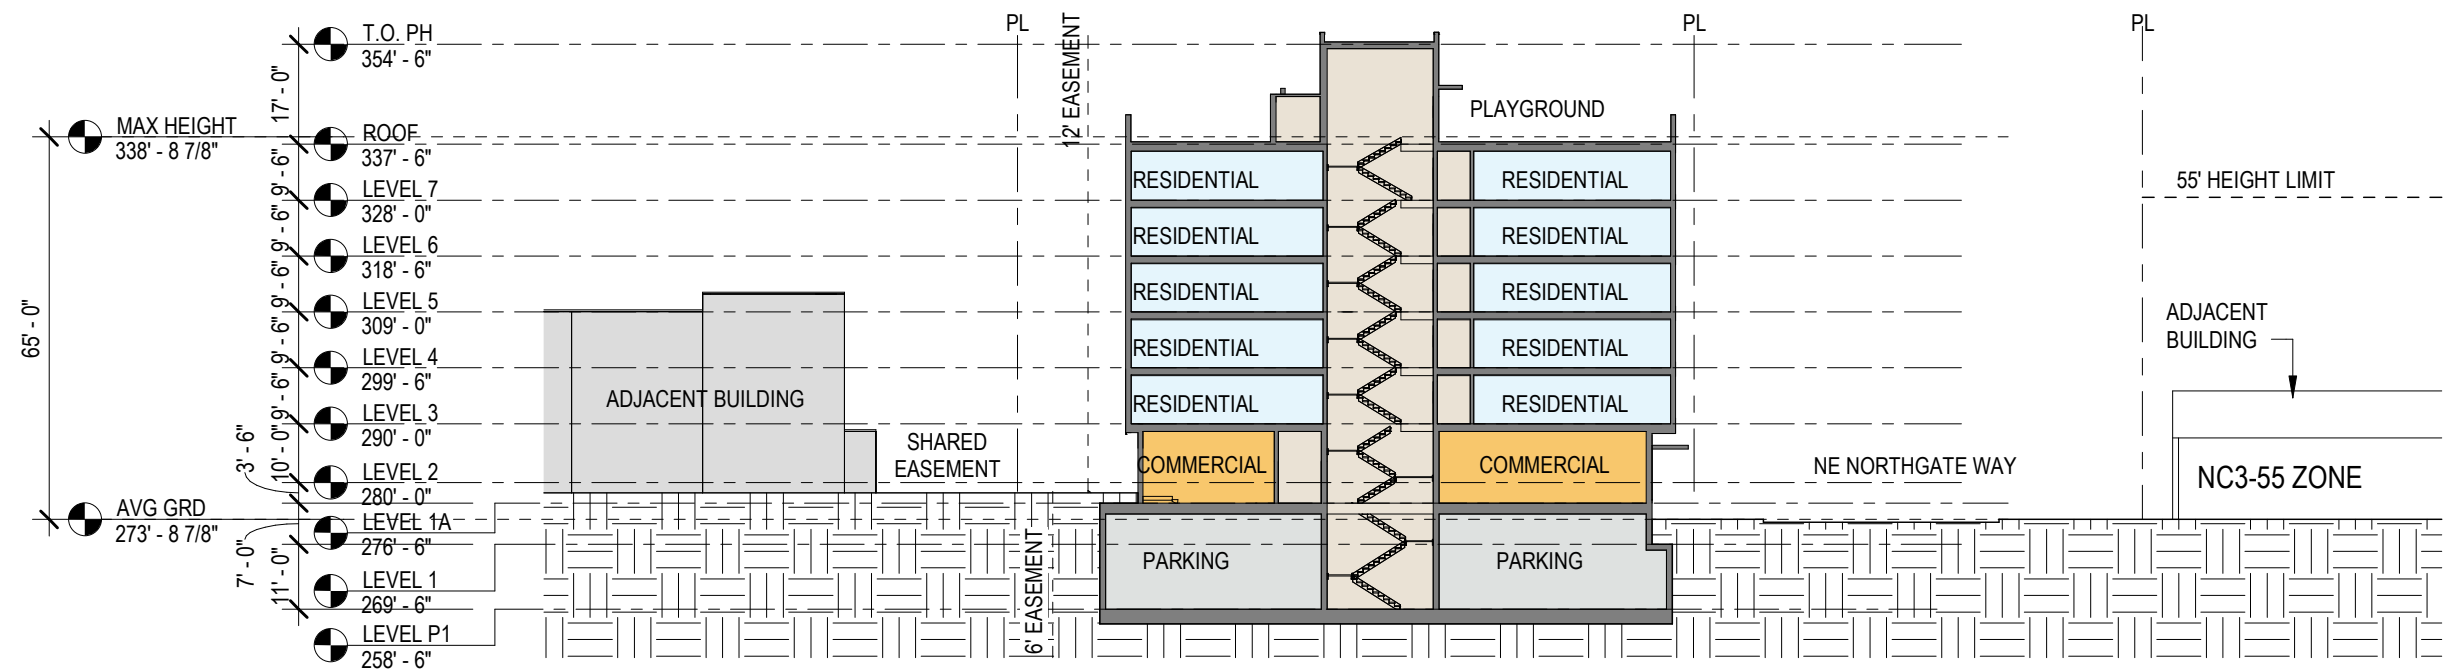 T.O. PH
354' - 6"
17' - 0"
MAX HEIGHT
338' - 8 7/8"
ROOF
337' - 6"
9' - 6"
LEVEL 7
328' - 0"
9' - 6"
LEVEL 6
318' - 6"
9' - 6"
LEVEL 5
309' - 0"
9' - 6"
LEVEL 4
299' - 6"
9' - 6"
LEVEL 3
290' - 0"
10' - 0"
LEVEL 2
280' - 0"
3' - 6"
65' - 0"
AVG GRD
273' - 8 7/8"
LEVEL 1A
276' - 6"
7' - 0"
LEVEL 1
269' - 6"
11' - 0"
LEVEL P1
258' - 6"
ADJACENT BUILDING
SHARED
EASEMENT
PL
12' EASEMENT
6' EASEMENT
PLAYGROUND
RESIDENTIAL
RESIDENTIAL
RESIDENTIAL
RESIDENTIAL
RESIDENTIAL
RESIDENTIAL
RESIDENTIAL
RESIDENTIAL
RESIDENTIAL
RESIDENTIAL
COMMERCIAL
COMMERCIAL
PARKING
PARKING
PL
NE NORTHGATE WAY
PL
55' HEIGHT LIMIT
ADJACENT
BUILDING
NC3-55 ZONE